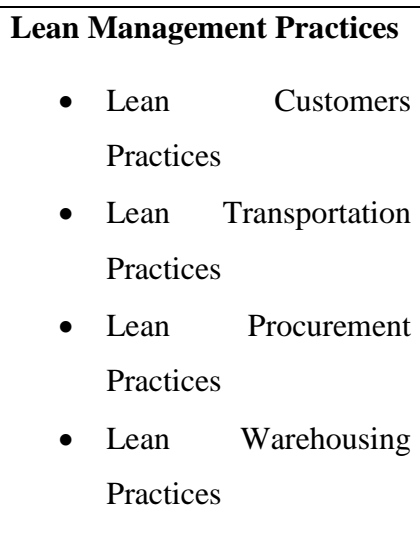 Lean Management Practices
• Lean Customers
Practices
• Lean Transportation
Practices
• Lean Procurement
Practices
• Lean Warehousing
Practices